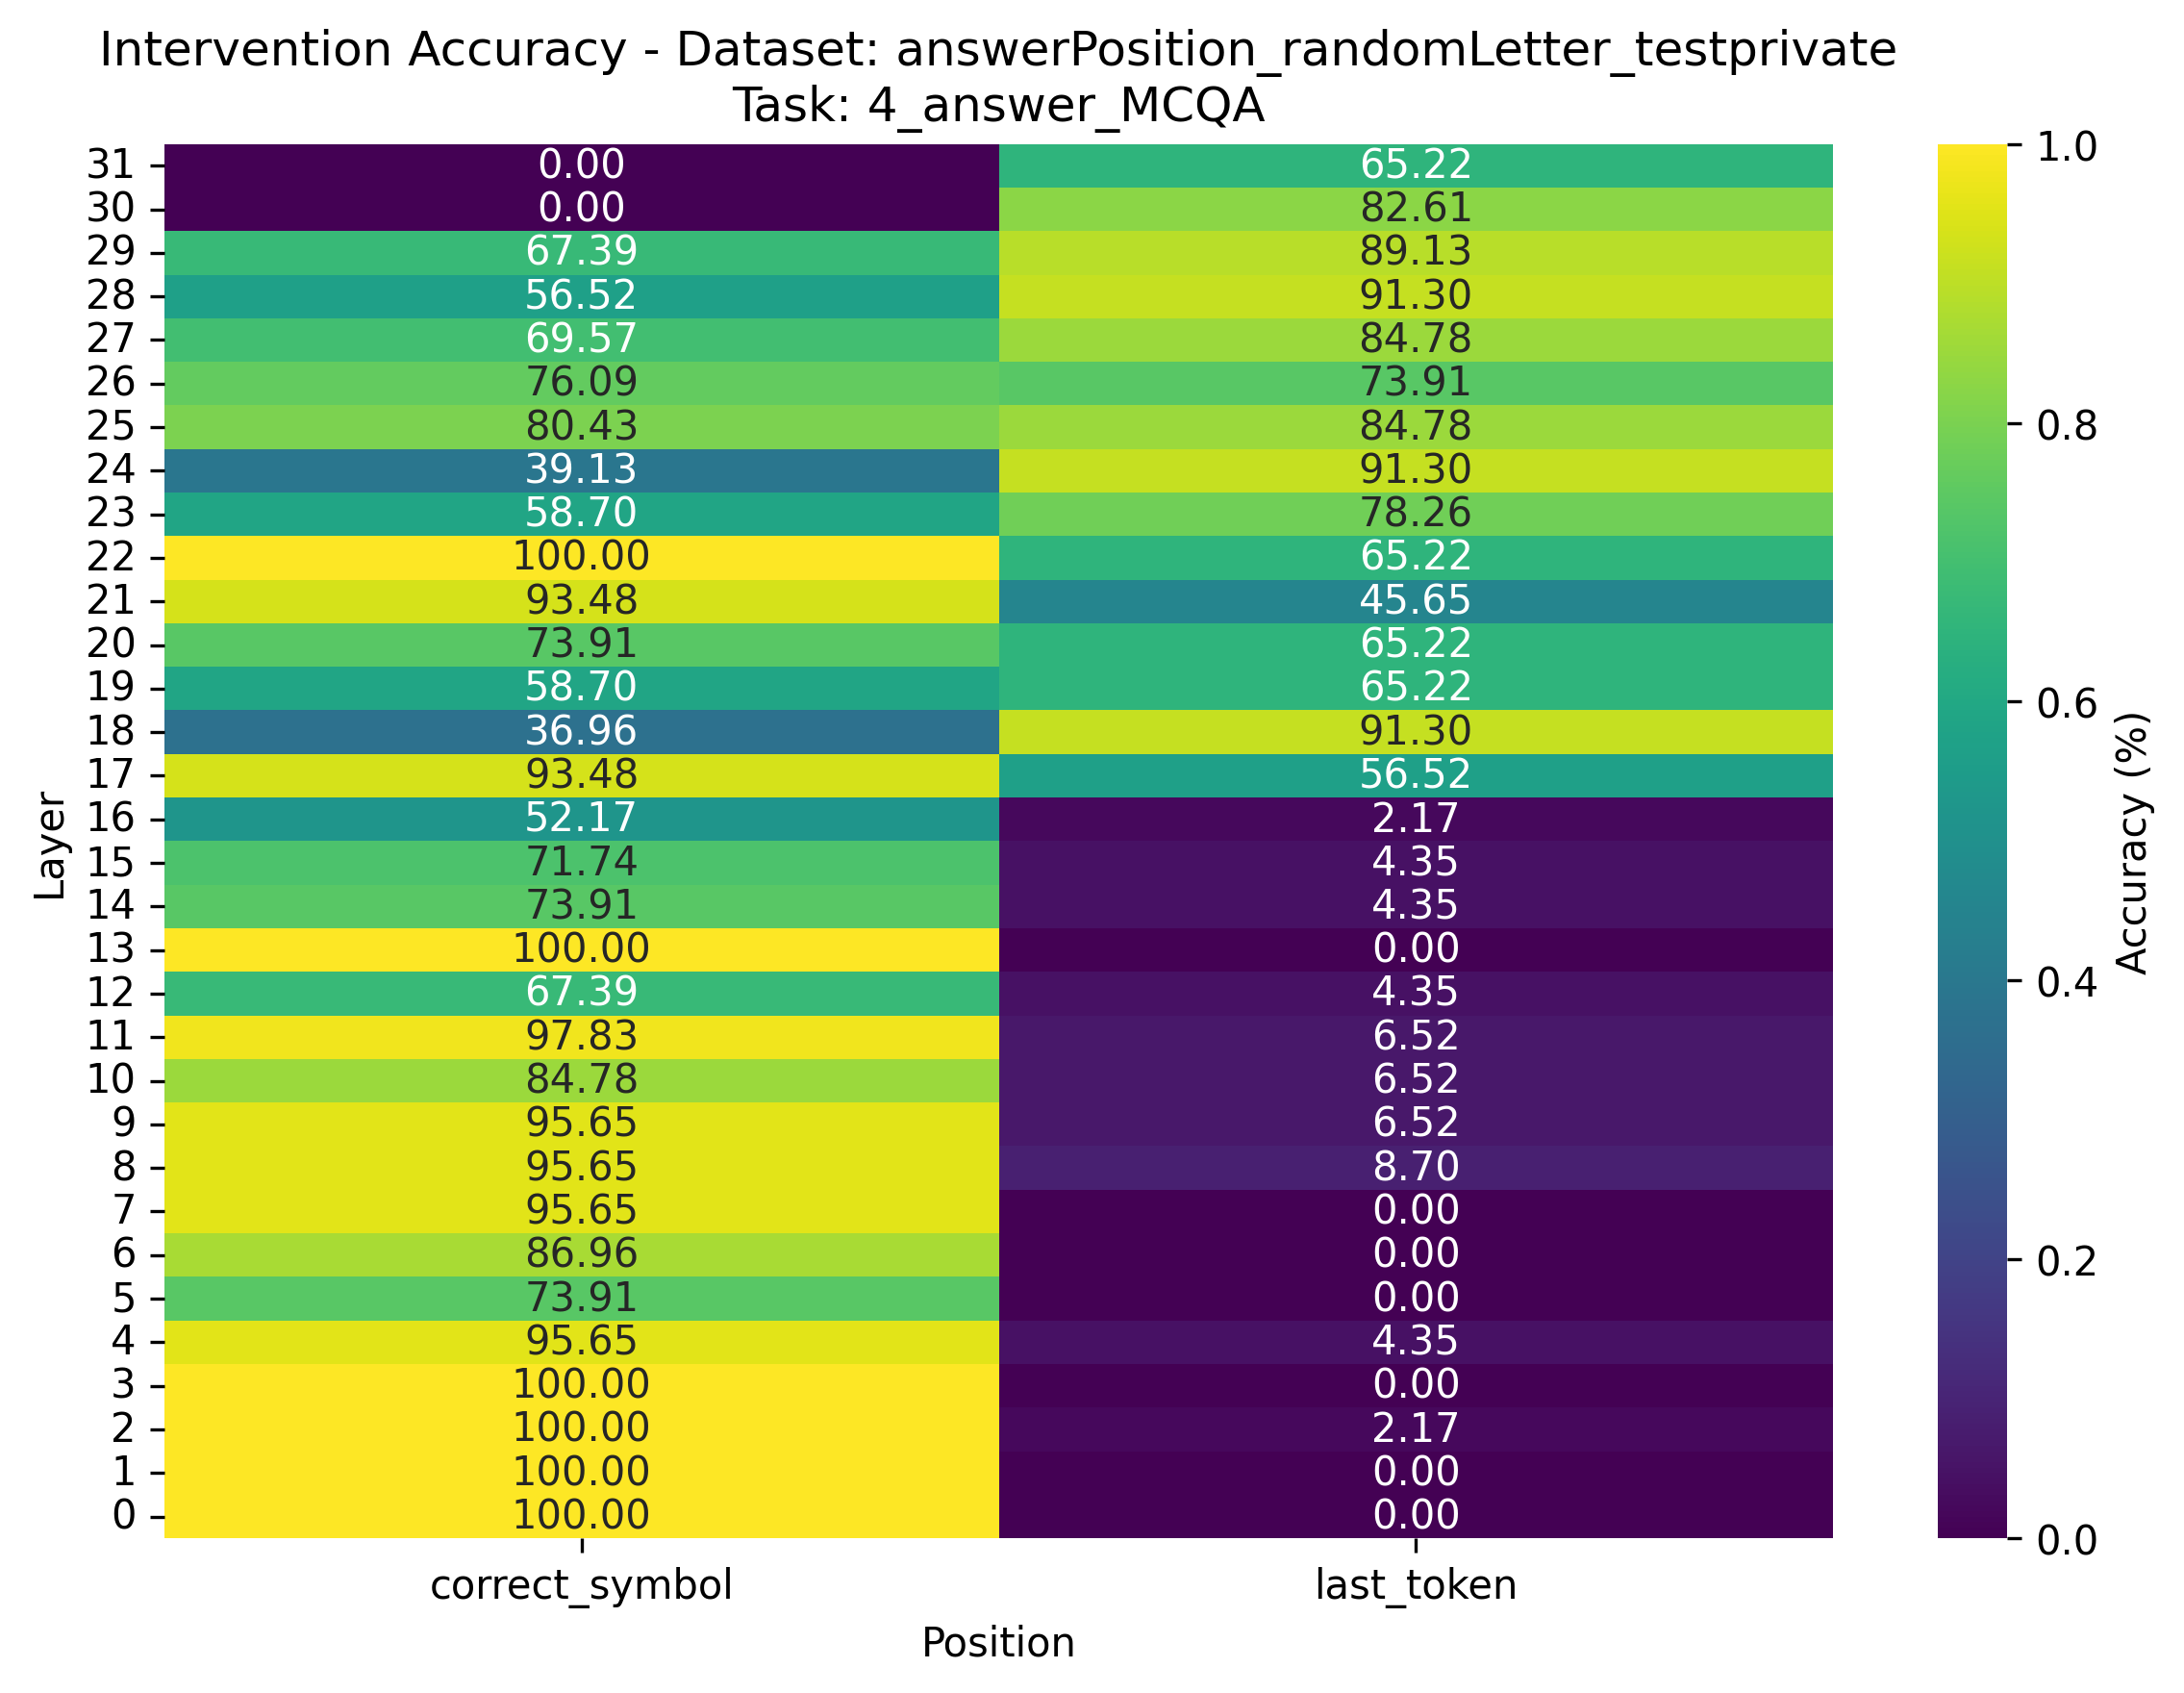 Intervention Accuracy - Dataset: answerPosition_randomLetter_testprivate
Task: 4_answer_MCQA
31 0.00 65.22
30 0.00 82.61
29 67.39 89.13
28 56.52 91.30
27 69.57 84.78
26 76.09 73.91
25 80.43 84.78
24 39.13 91.30
23 58.70 78.26
22 100.00 65.22
21 93.48 45.65
20 73.91 65.22
19 58.70 65.22
18 36.96 91.30
17 93.48 56.52
16 52.17 2.17
15 71.74 4.35
14 73.91 4.35
13 100.00 0.00
12 67.39 4.35
11 97.83 6.52
10 84.78 6.52
9 95.65 6.52
8 95.65 8.70
7 95.65 0.00
6 86.96 0.00
5 73.91 0.00
4 95.65 4.35
3 100.00 0.00
2 100.00 2.17
1 100.00 0.00
0 100.00 0.00
correct_symbol last_token
Position
Layer
1.0
0.8
0.6
0.4
0.2
0.0
Accuracy (%)